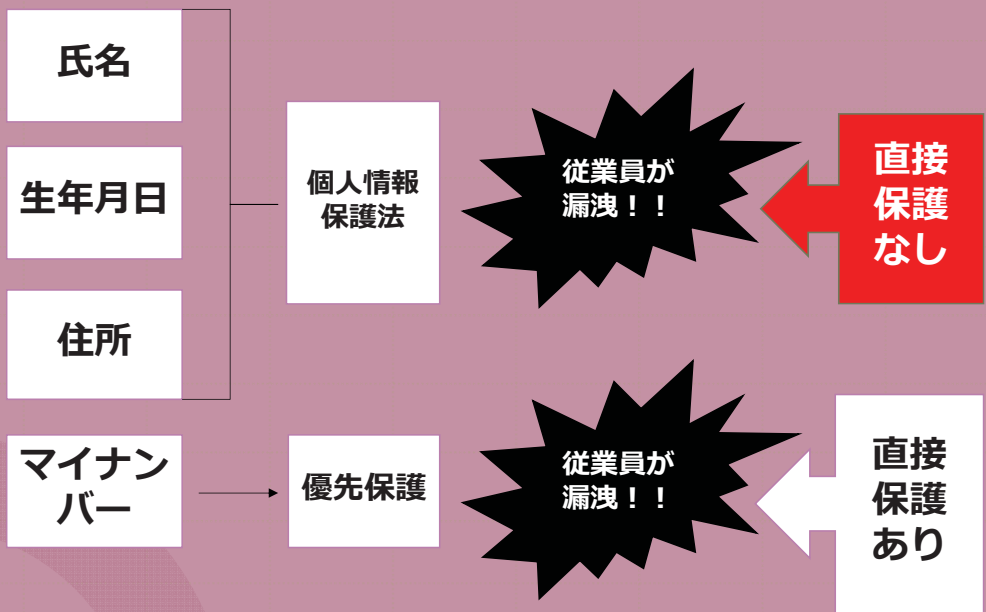 氏名
生年月日
住所
個人情報
保護法
従業員が
漏洩！！
直接
保護
なし
マイナン
バー
優先保護
従業員が
漏洩！！
直接
保護
あり